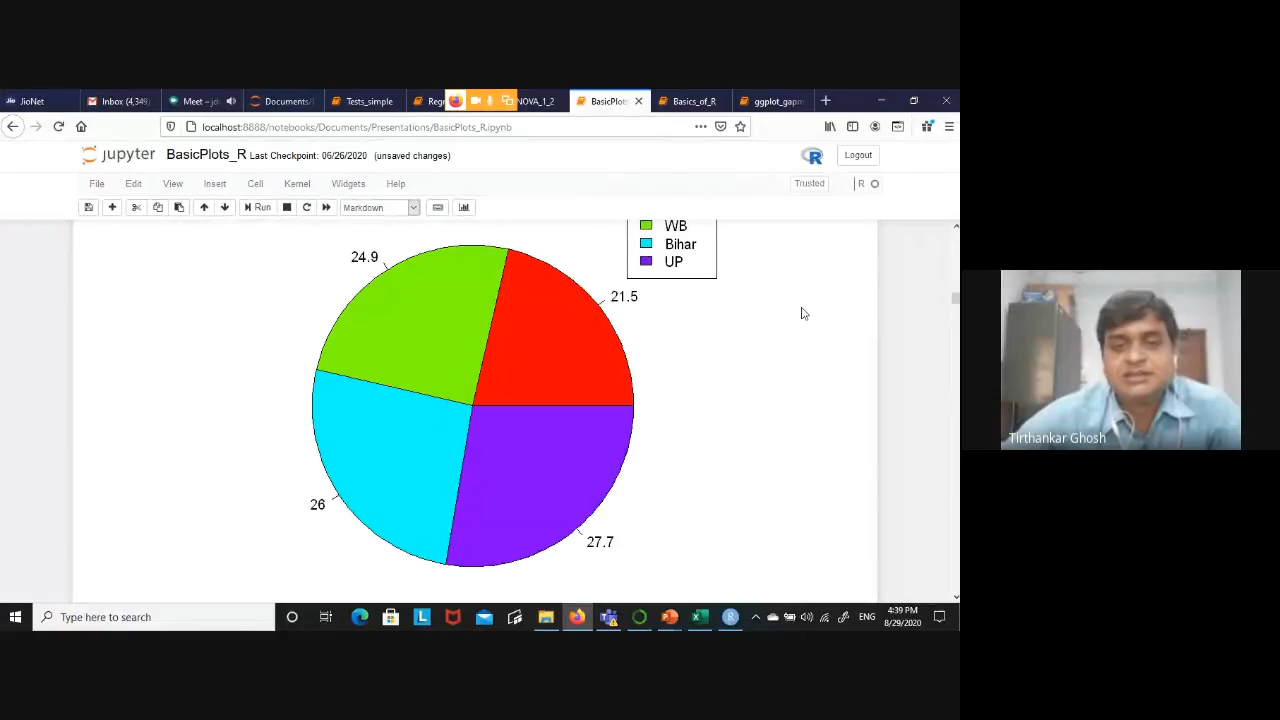 JioNet
Inbox (4,349)
Meet – jd
Documents/
Tests_simple
Reg
NOVA_1_2
BasicPlots
Basics_of_R
ggplot_gapm
localhost:8888/notebooks/Documents/Presentations/BasicPlots_R.ipynb
jupyter BasicPlots_R Last Checkpoint: 06/26/2020 (unsaved changes)
Logout
File Edit View Insert Cell Kernel Widgets Help
Trusted
R
Run
Markdown
WB
Bihar
UP
24.9
21.5
26
27.7
Tirthankar Ghosh
Type here to search
ENG
4:39 PM
8/29/2020